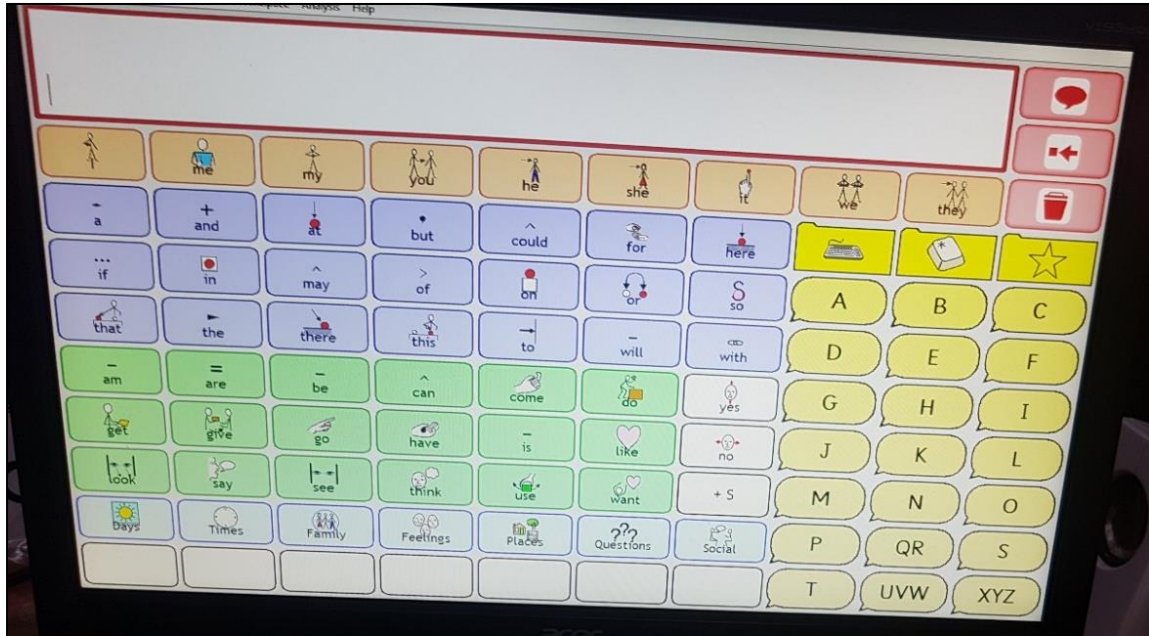 Analysis Help
me my you he she it we they
a and at but could for here
if in may of on or so
A B C
that the there this to will with
D E F
am are be can come do yes
G H I
get give go have is like no
J K L
look say see think use want + S
M N O
Days Times Family Feelings Places Questions Social
P QR S
T UVW XYZ
acer